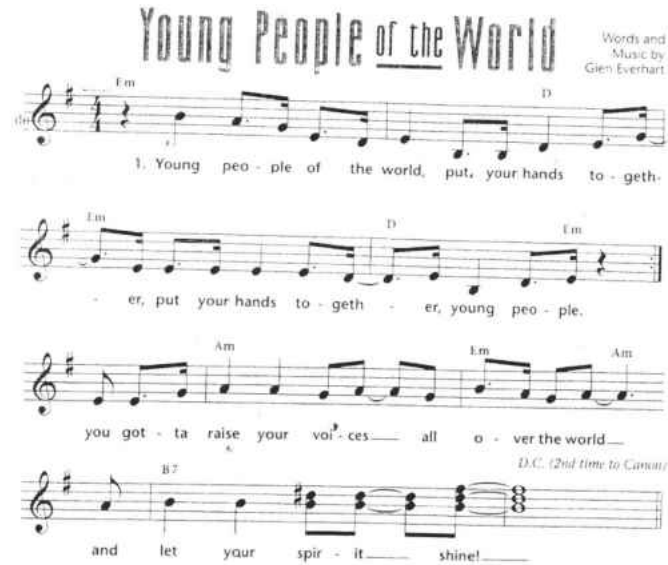 Young People of the World
Words and
Music by
Glen Everhart
Em D
1. Young peo - ple of the world, put, your hands to - geth-
Em D Em
- er, put your hands to - geth - er, young peo - ple.
Am Em Am
you got - ta raise your voi - ces all o - ver the world
D.C. (2nd time to Canon)
B7
and let your spir - it shine!